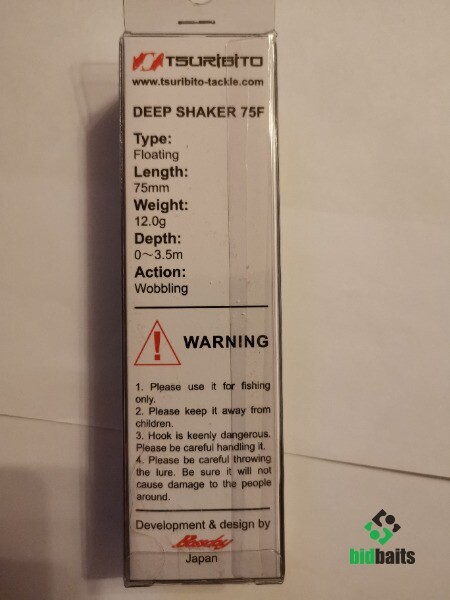 TSURIBITO
www.tsuribito-tackle.com
DEEP SHAKER 75F
Type:
Floating
Length:
75mm
Weight:
12.0g
Depth:
0～3.5m
Action:
Wobbling
WARNING
1. Please use it for fishing
only.
2. Please keep it away from
children.
3. Hook is keenly dangerous.
Please be careful handling it.
4. Please be careful throwing
the lure. Be sure it will not
cause damage to the people
around.
Development & design by
Japan
bidbaits